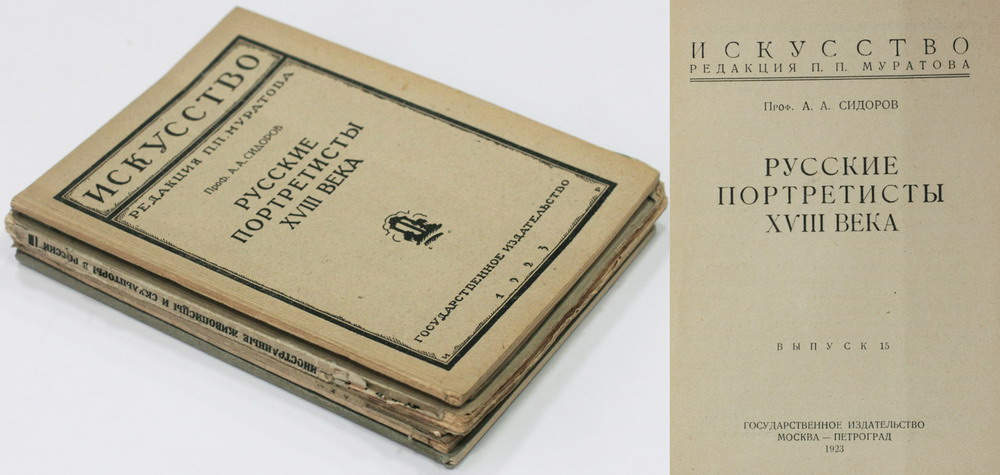 ИСКУССТВО
РЕДАКЦИЯ П.П. МУРАТОВА
Проф. А.А. СИДОРОВ
РУССКИЕ
ПОРТРЕТИСТЫ
XVIII ВЕКА
ГОСУДАРСТВЕННОЕ ИЗДАТЕЛЬСТВО
1923
ИНОСТРАННЫЕ ЖИВОПИСЦЫ И СКУЛЬПТОРЫ В РОССИИ
ИСКУССТВО
РЕДАКЦИЯ П. П. МУРАТОВА
Проф. А. А. СИДОРОВ
РУССКИЕ
ПОРТРЕТИСТЫ
XVIII ВЕКА
ВЫПУСК 15
ГОСУДАРСТВЕННОЕ ИЗДАТЕЛЬСТВО
МОСКВА — ПЕТРОГРАД
1923